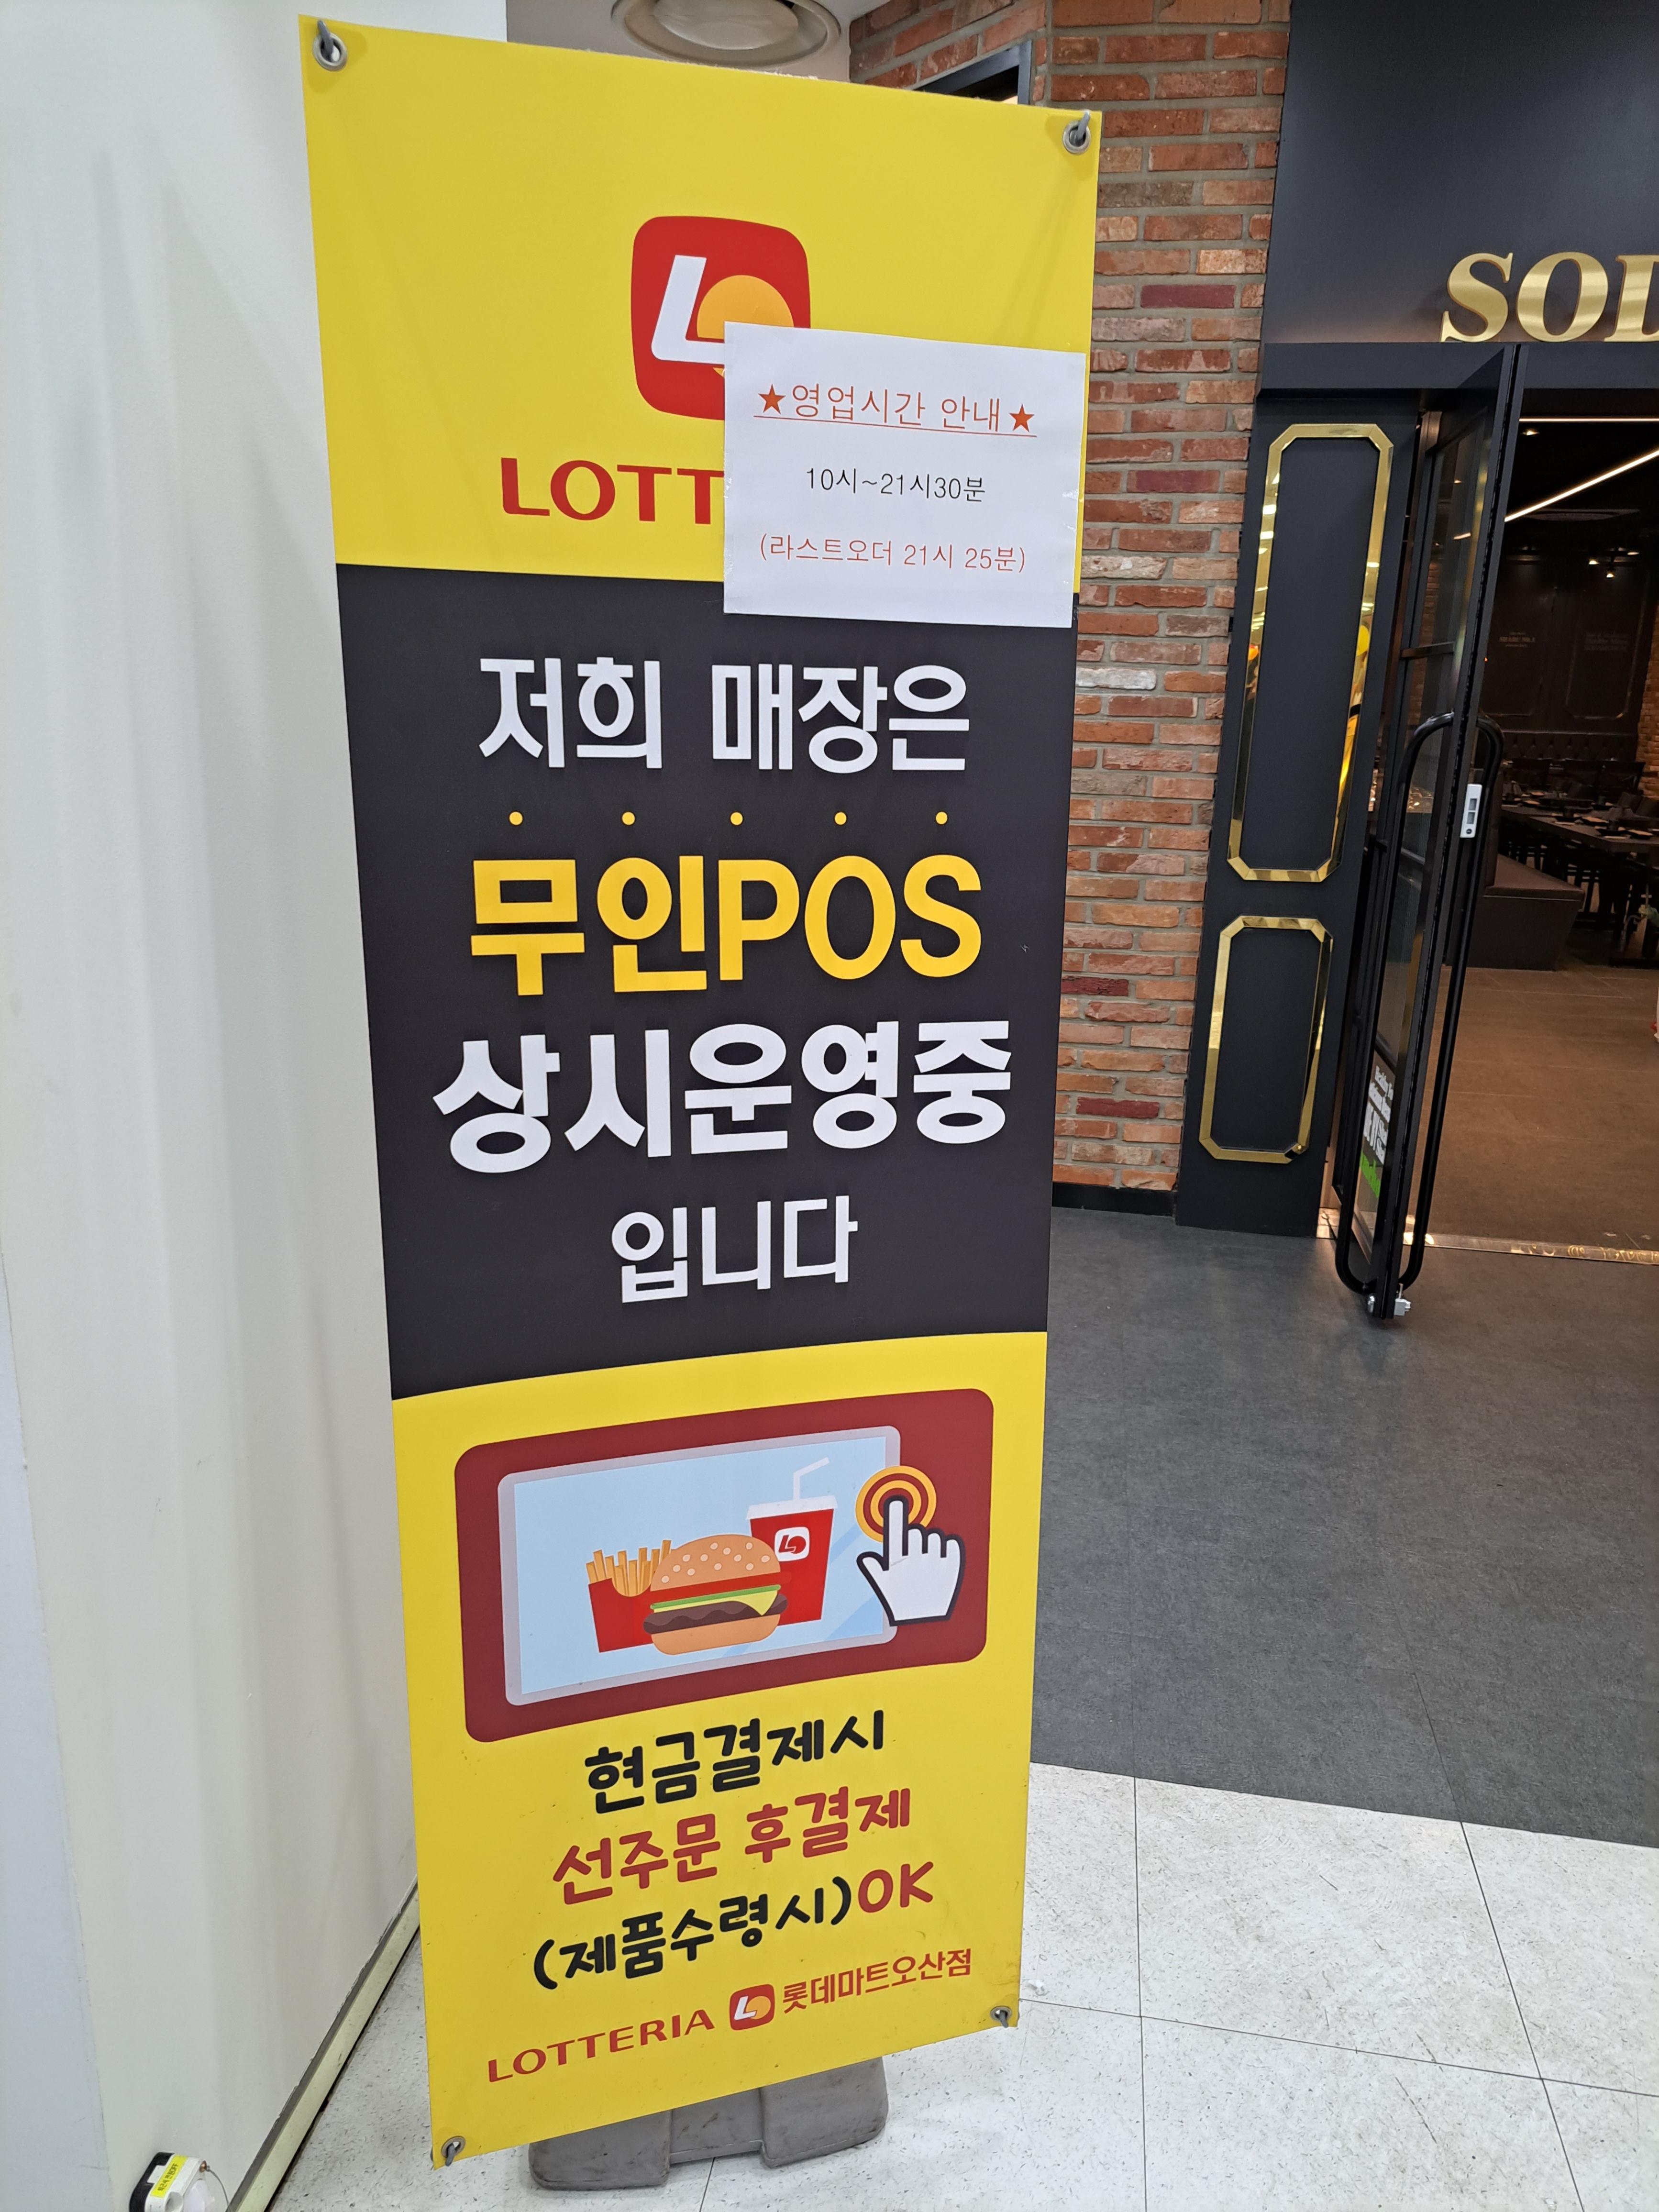 LOTT
★영업시간 안내★
10시~21시30분
(라스트오더 21시 25분)
저희 매장은
무인POS
상시운영중
입니다
현금결제시
선주문 후결제
(제품수령시)OK
LOTTERIA 롯데마트오산점
SOD